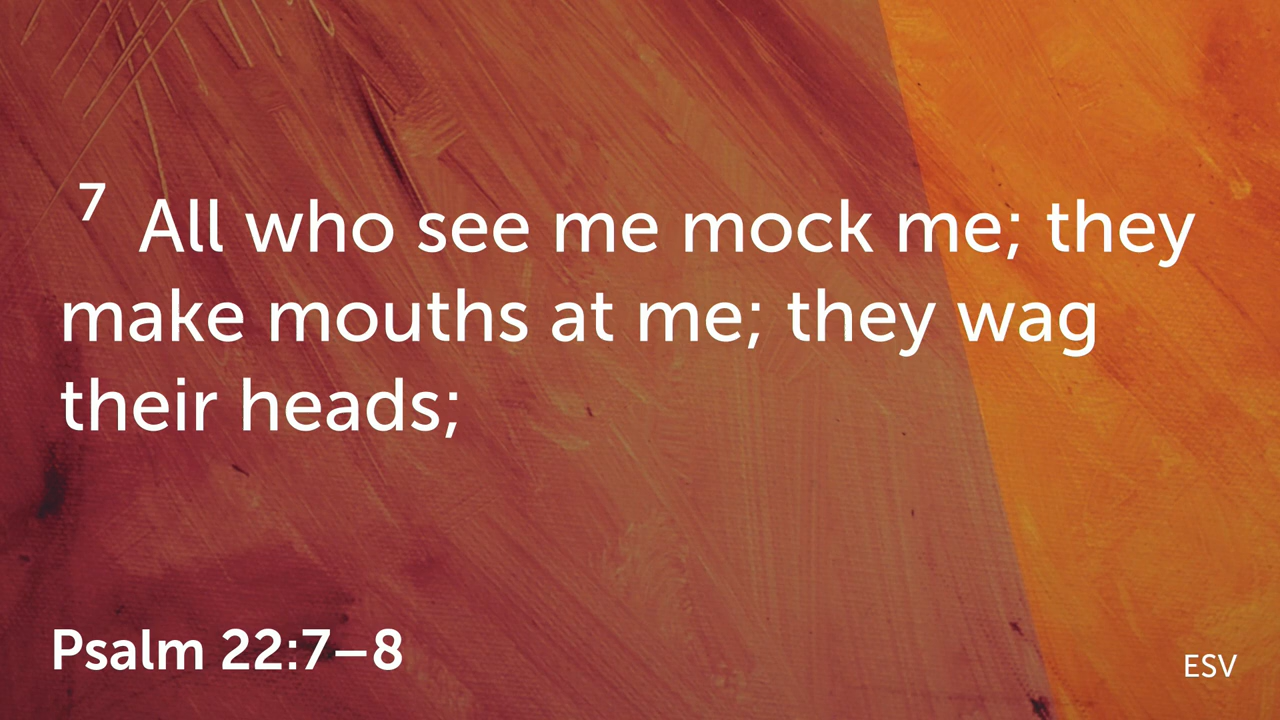 7 All who see me mock me; they
make mouths at me; they wag
their heads;
Psalm 22:7–8
ESV